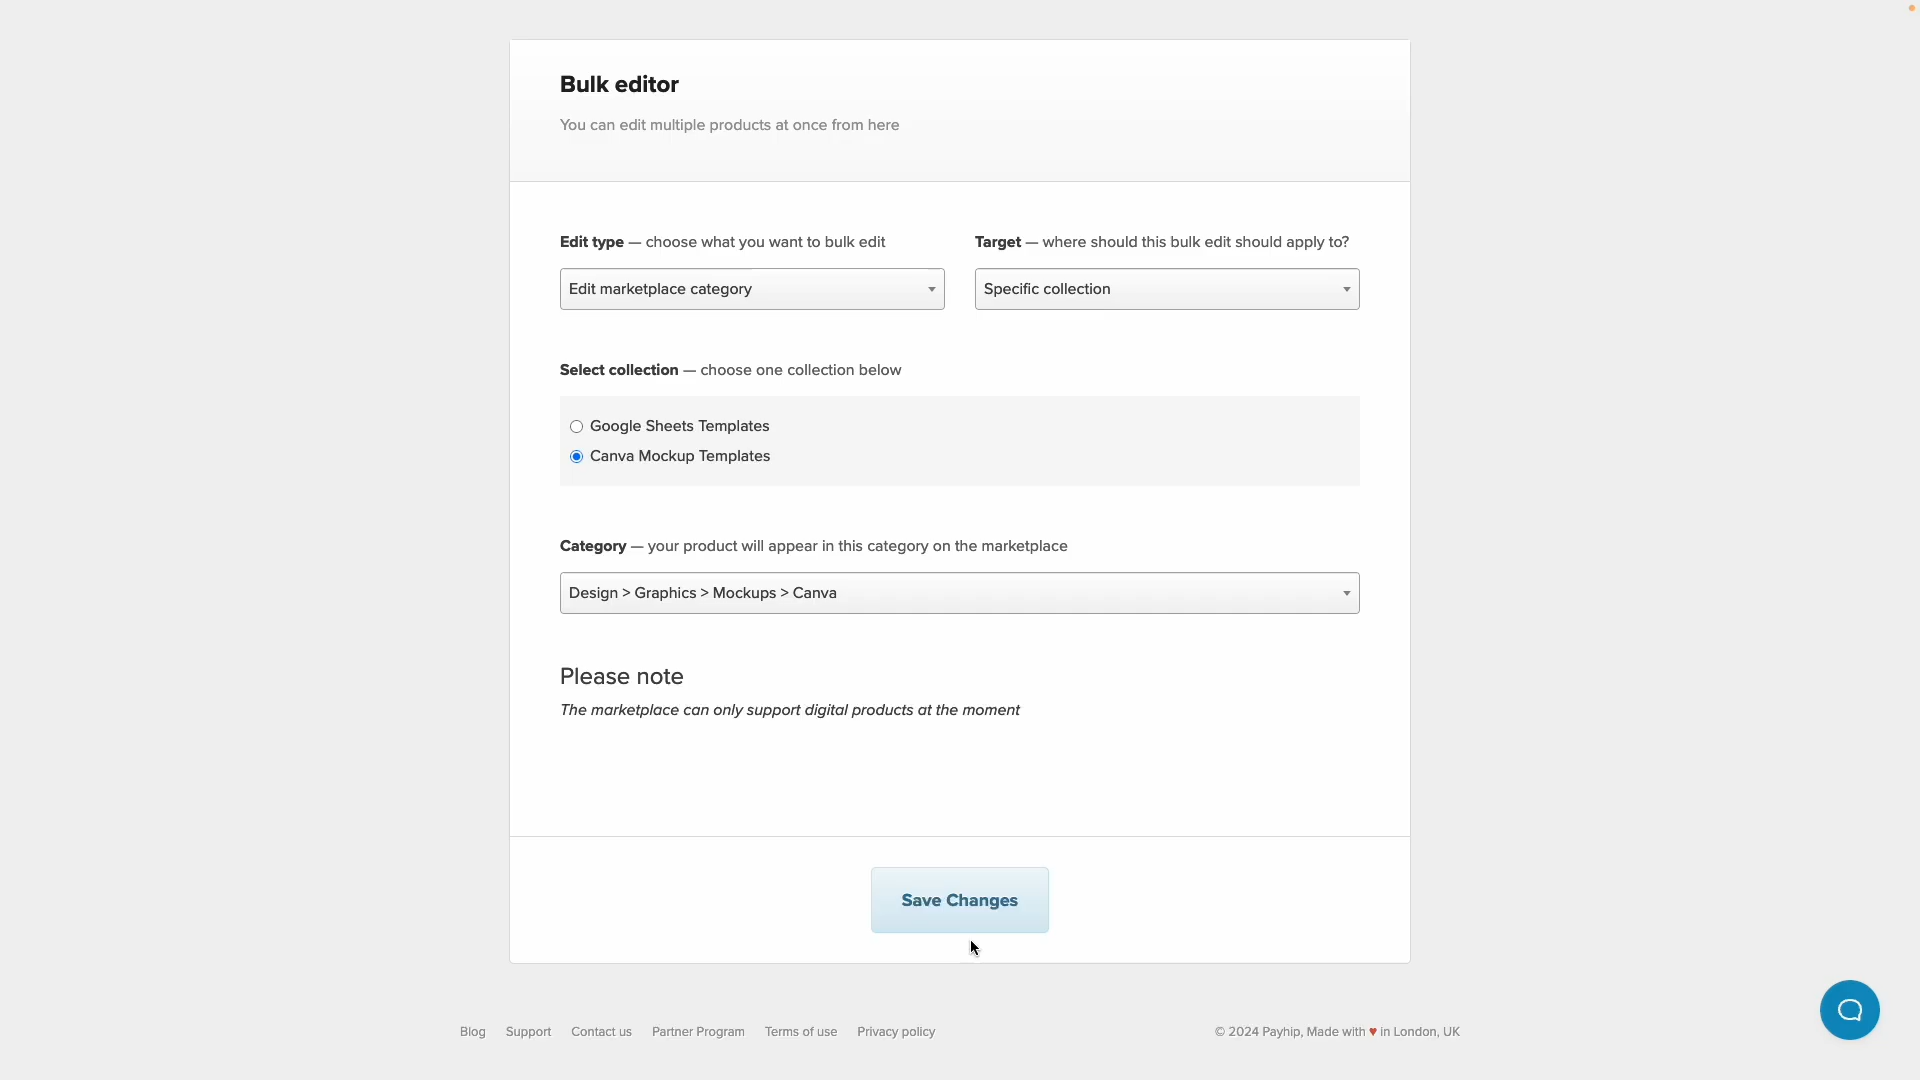 Bulk editor
You can edit multiple products at once from here
Edit type — choose what you want to bulk edit
Target — where should this bulk edit should apply to?
Edit marketplace category
Specific collection
Select collection — choose one collection below
Google Sheets Templates
Canva Mockup Templates
Category — your product will appear in this category on the marketplace
Design > Graphics > Mockups > Canva
Please note
The marketplace can only support digital products at the moment
Save Changes
Blog Support Contact us Partner Program Terms of use Privacy policy
© 2024 Payhip, Made with ♥ in London, UK